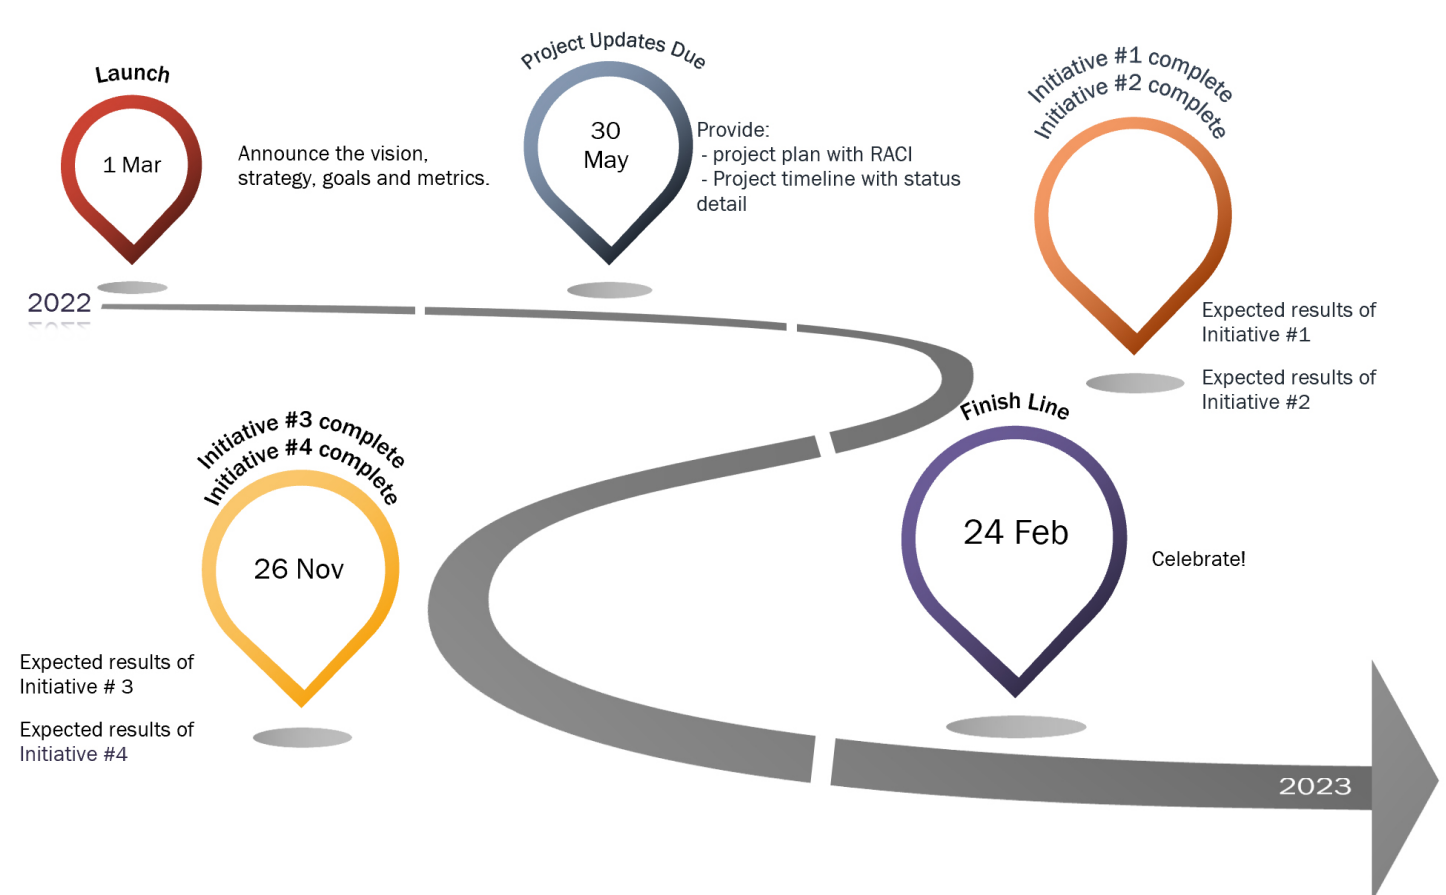 Launch
1 Mar
Announce the vision,
strategy, goals and metrics.
Project Updates Due
30
May
Provide:
- project plan with RACI
- Project timeline with status
detail
Initiative #1 complete
Initiative #2 complete
Expected results of
Initiative #1
Expected results of
Initiative #2
2022
Initiative #3 complete
Initiative #4 complete
26 Nov
Expected results of
Initiative # 3
Expected results of
Initiative #4
Finish Line
24 Feb
Celebrate!
2023